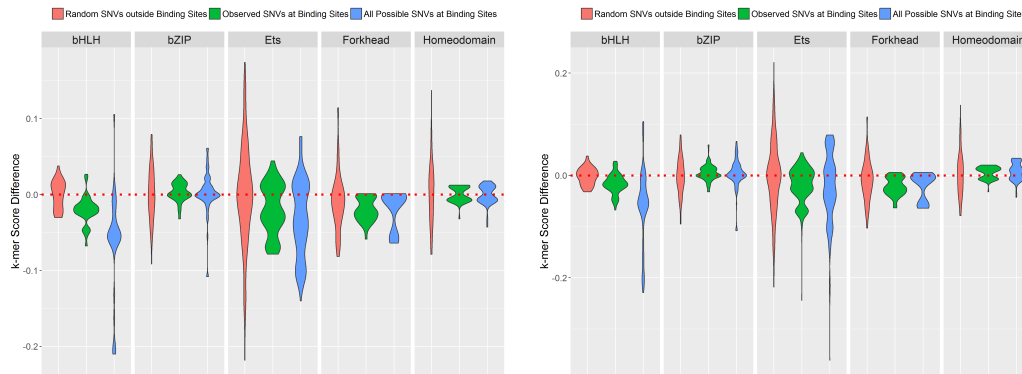 Random SNVs outside Binding Sites Observed SNVs at Binding Sites All Possible SNVs at Binding Sites
bHLH bZIP Ets Forkhead Homeodomain
k-mer Score Difference
0.1
0.0
-0.1
-0.2
Random SNVs outside Binding Sites Observed SNVs at Binding Sites All Possible SNVs at Binding Sites
bHLH bZIP Ets Forkhead Homeodomain
k-mer Score Difference
0.2
0.0
-0.2